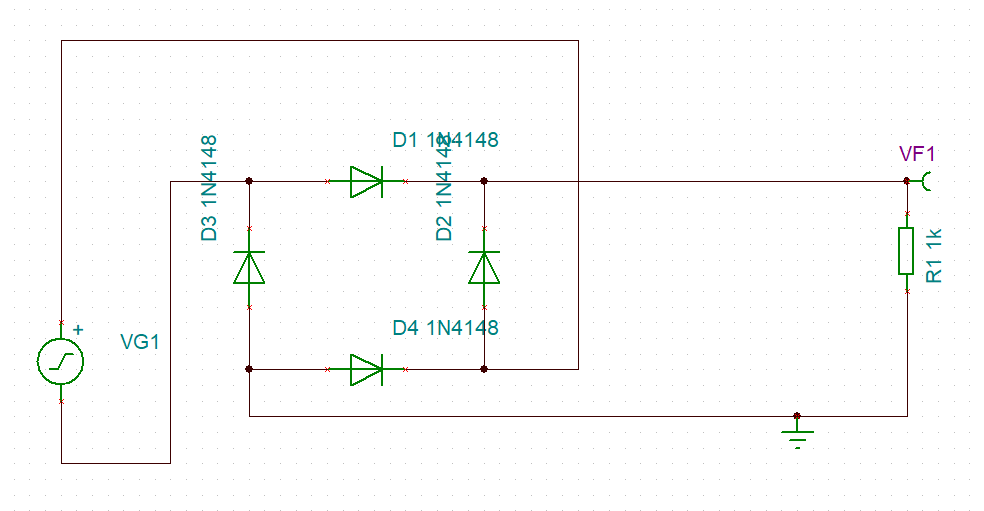 D1 1N4148
VF1
D3 1N4148
D2 1N4148
R1 1k
+
VG1
D4 1N4148